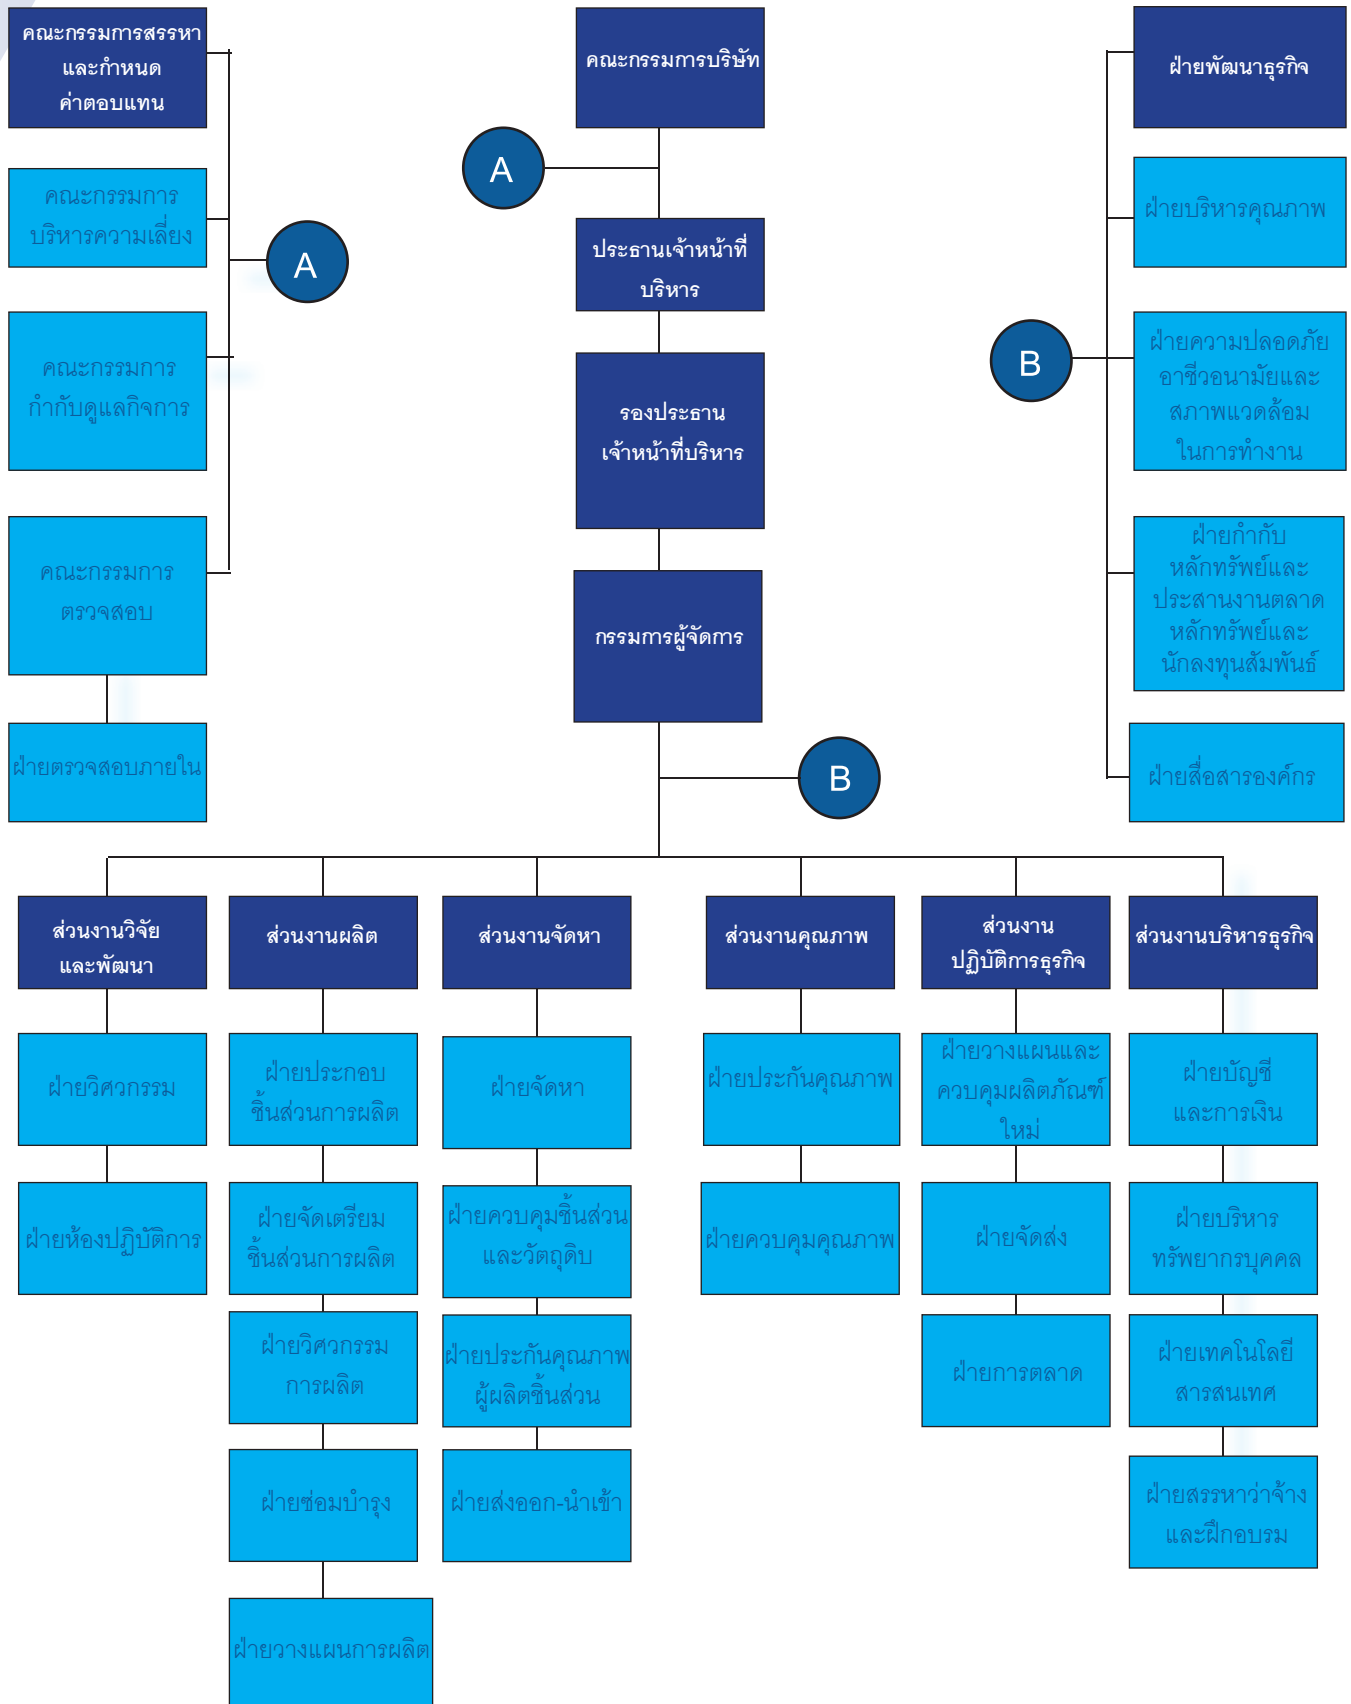 คณะกรรมการสรรหา
และกำหนด
ค่าตอบแทน
คณะกรรมการ
บริหารความเสี่ยง
คณะกรรมการ
กำกับดูแลกิจการ
คณะกรรมการ
ตรวจสอบ
ฝ่ายตรวจสอบภายใน
A
คณะกรรมการบริษัท
A
ประธานเจ้าหน้าที่
บริหาร
รองประธาน
เจ้าหน้าที่บริหาร
กรรมการผู้จัดการ
B
B
ฝ่ายพัฒนาธุรกิจ
ฝ่ายบริหารคุณภาพ
ฝ่ายความปลอดภัย
อาชีวอนามัยและ
สภาพแวดล้อม
ในการทำงาน
ฝ่ายกำกับ
หลักทรัพย์และ
ประสานงานตลาด
หลักทรัพย์และ
นักลงทุนสัมพันธ์
ฝ่ายสื่อสารองค์กร
ส่วนงานวิจัย
และพัฒนา
ฝ่ายวิศวกรรม
ฝ่ายห้องปฏิบัติการ
ส่วนงานผลิต
ฝ่ายประกอบ
ชิ้นส่วนการผลิต
ฝ่ายจัดเตรียม
ชิ้นส่วนการผลิต
ฝ่ายวิศวกรรม
การผลิต
ฝ่ายซ่อมบำรุง
ฝ่ายวางแผนการผลิต
ส่วนงานจัดหา
ฝ่ายจัดหา
ฝ่ายควบคุมชิ้นส่วน
และวัตถุดิบ
ฝ่ายประกันคุณภาพ
ผู้ผลิตชิ้นส่วน
ฝ่ายส่งออก-นำเข้า
ส่วนงานคุณภาพ
ฝ่ายประกันคุณภาพ
ฝ่ายควบคุมคุณภาพ
ส่วนงาน
ปฏิบัติการธุรกิจ
ฝ่ายวางแผนและ
ควบคุมผลิตภัณฑ์
ใหม่
ฝ่ายจัดส่ง
ฝ่ายการตลาด
ส่วนงานบริหารธุรกิจ
ฝ่ายบัญชี
และการเงิน
ฝ่ายบริหาร
ทรัพยากรบุคคล
ฝ่ายเทคโนโลยี
สารสนเทศ
ฝ่ายสรรหาว่าจ้าง
และฝึกอบรม